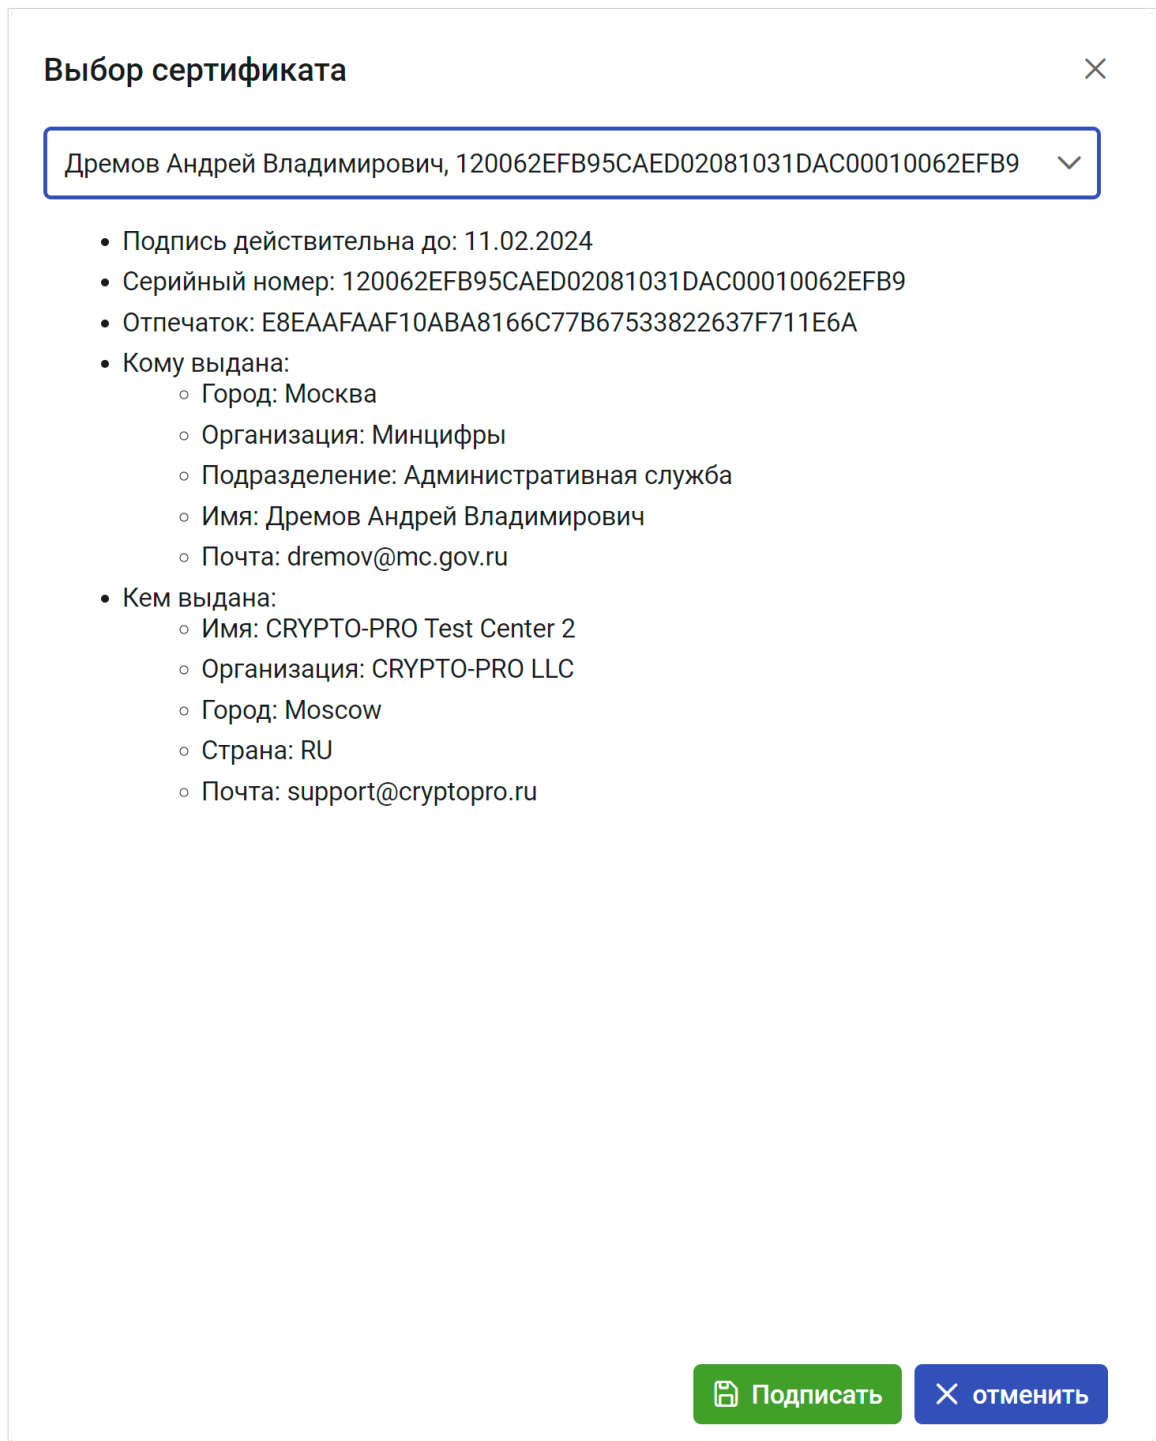 Выбор сертификата
Дремов Андрей Владимирович, 120062EFB95CAED02081031DAC00010062EFB9
Подпись действительна до: 11.02.2024
Серийный номер: 120062EFB95CAED02081031DAC00010062EFB9
Отпечаток: E8EAAFAAF10ABA8166C77B67533822637F711E6A
Кому выдана:
Город: Москва
Организация: Минцифры
Подразделение: Административная служба
Имя: Дремов Андрей Владимирович
Почта: dremov@mc.gov.ru
Кем выдана:
Имя: CRYPTO-PRO Test Center 2
Организация: CRYPTO-PRO LLC
Город: Moscow
Страна: RU
Почта: support@cryptopro.ru
Подписать отменить